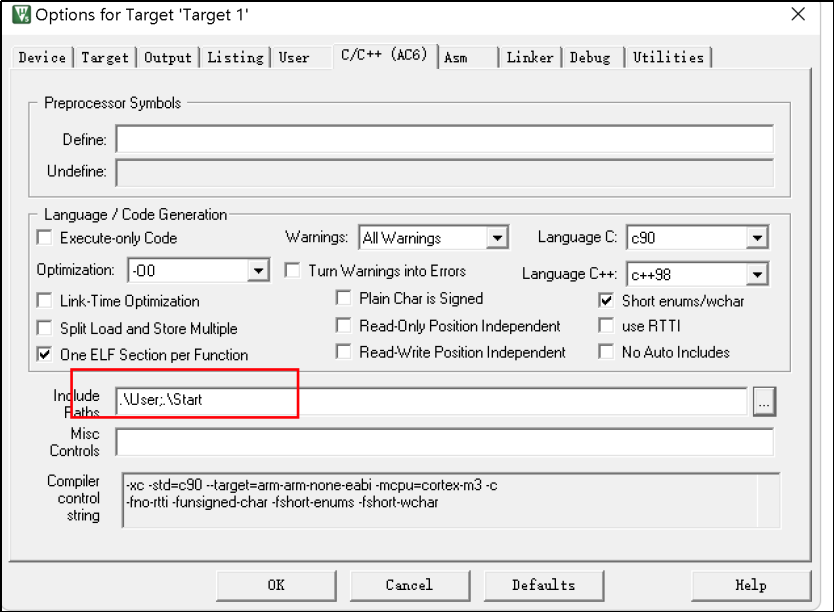 Options for Target 'Target 1'
Device Target Output Listing User C/C++ (AC6) Asm Linker Debug Utilities
Preprocessor Symbols
Define:
Undefine:
Language / Code Generation
Execute-only Code Warnings: All Warnings Language C: c90
Optimization: -O0 Turn Warnings into Errors Language C++: c++98
Link-Time Optimization Plain Char is Signed Short enums/wchar
Split Load and Store Multiple Read-Only Position Independent use RTTI
One ELF Section per Function Read-Write Position Independent No Auto Includes
Include Paths .\User;.\Start ...
Misc Controls
Compiler control string
-xc -std=c90 --target=arm-arm-none-eabi -mcpu=cortex-m3 -c
-fno-rtti -funsigned-char -fshort-enums -fshort-wchar
OK Cancel Defaults Help